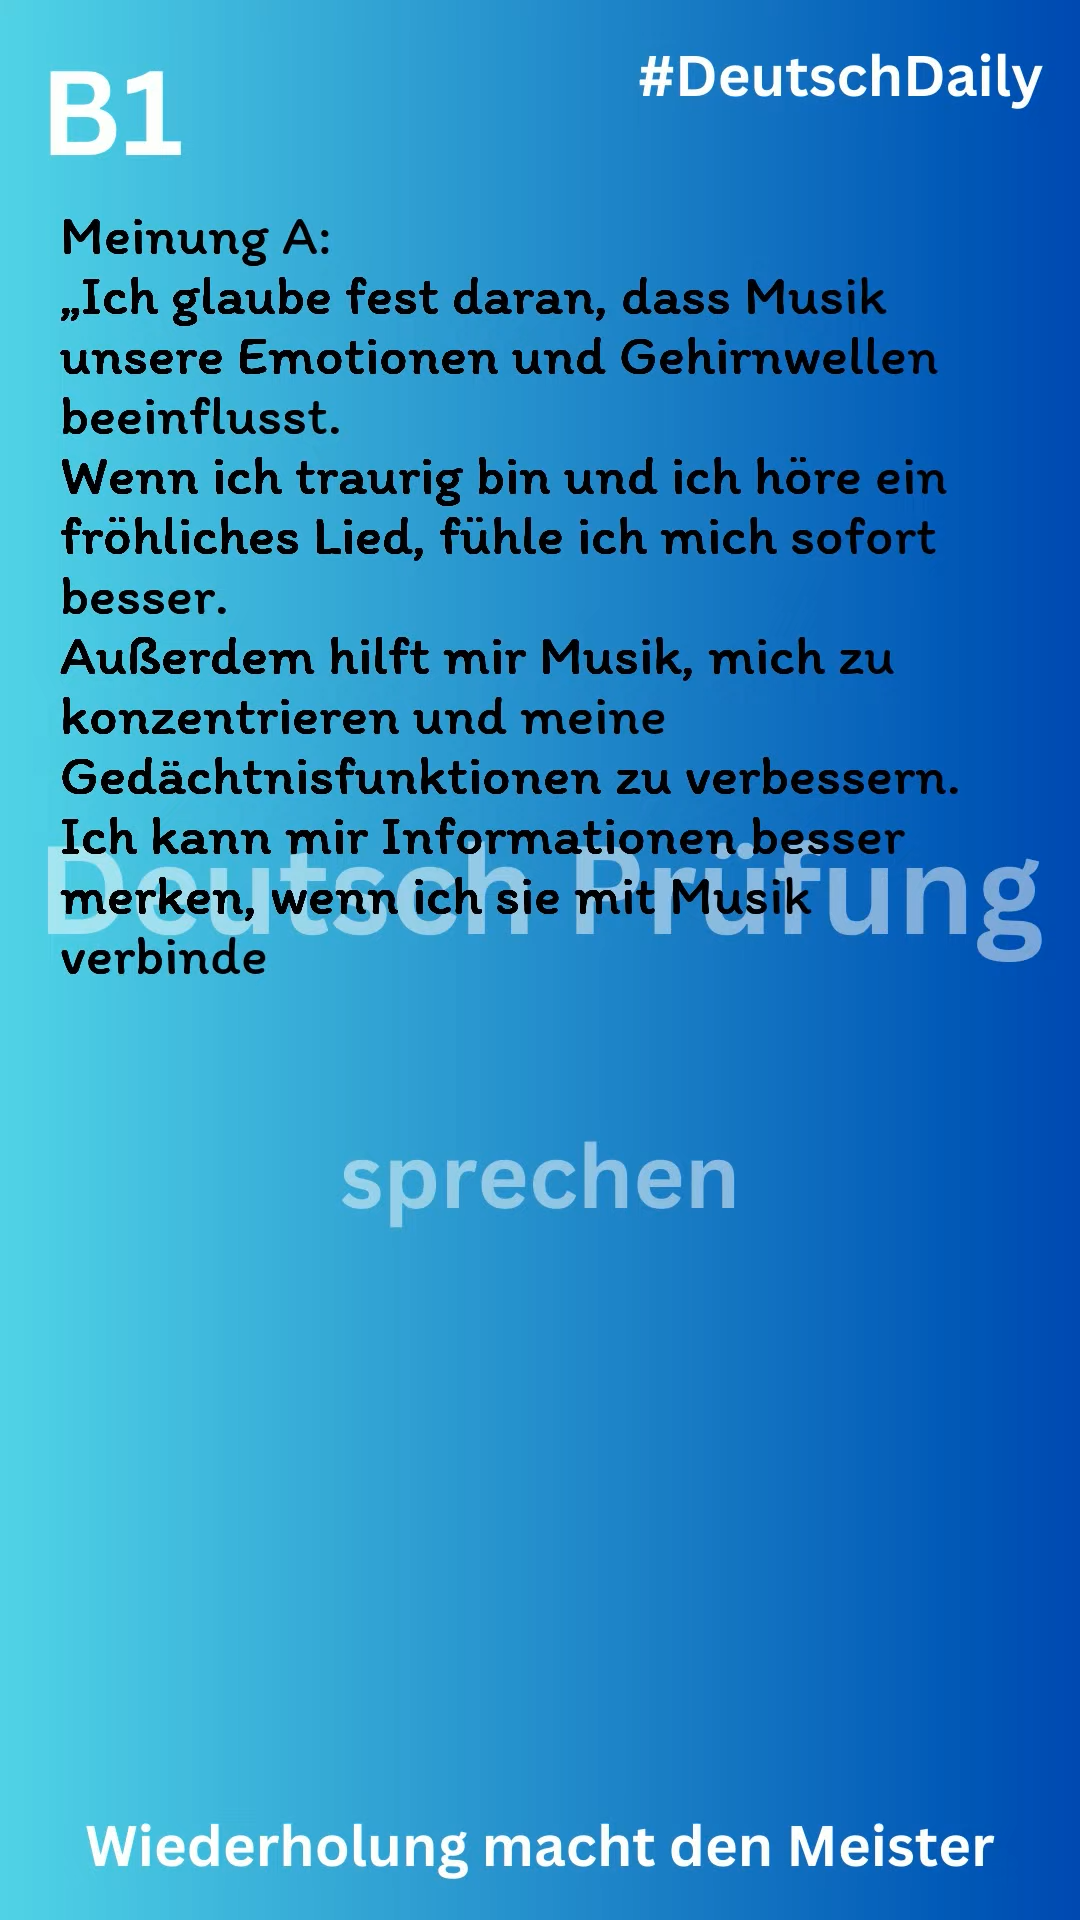 B1
#DeutschDaily
Meinung A:
„Ich glaube fest daran, dass Musik
unsere Emotionen und Gehirnwellen
beeinflusst.
Wenn ich traurig bin und ich höre ein
fröhliches Lied, fühle ich mich sofort
besser.
Außerdem hilft mir Musik, mich zu
konzentrieren und meine
Gedächtnisfunktionen zu verbessern.
Ich kann mir Informationen besser
merken, wenn ich sie mit Musik
verbinde
Deutsch Prüfung
sprechen
Wiederholung macht den Meister